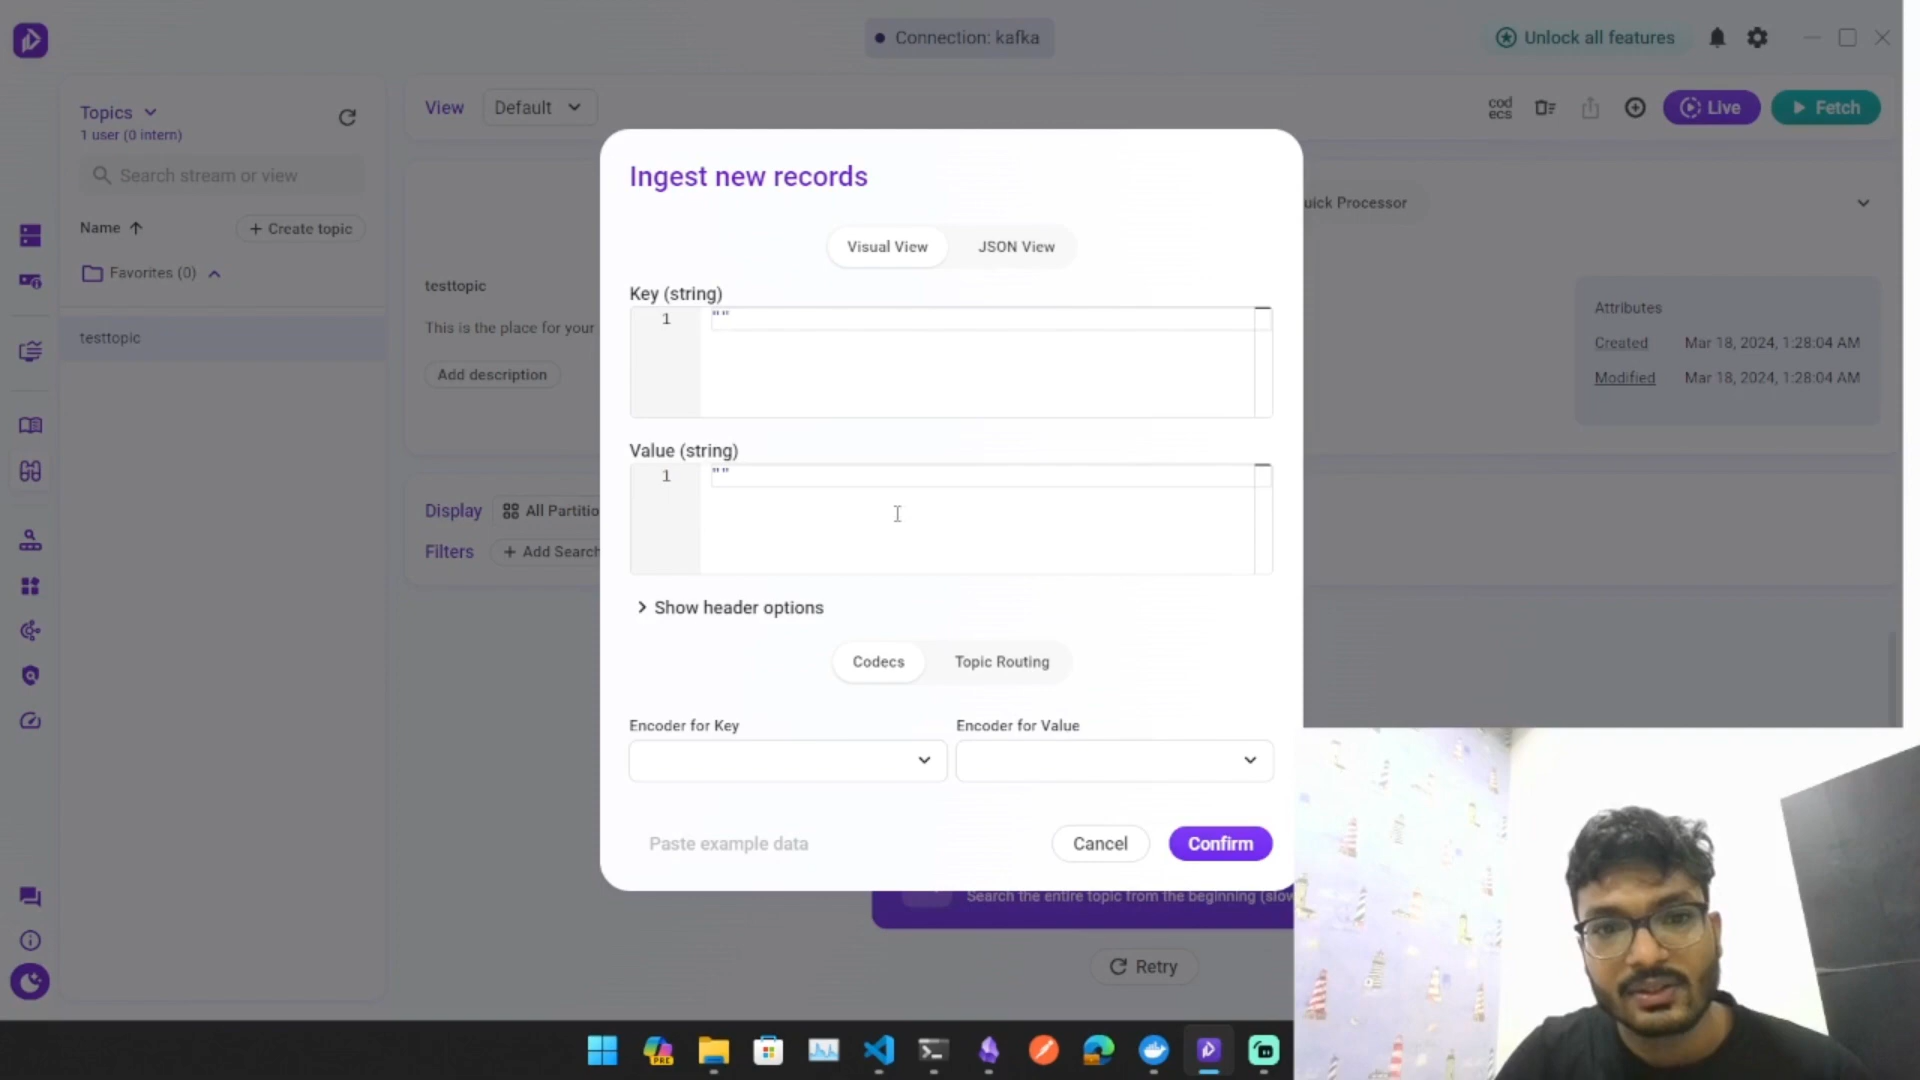 Connection: kafka
Unlock all features
Topics
1 user (0 intern)
Search stream or view
Name
+ Create topic
Favorites (0)
testtopic
View
Default
cod
ecs
Live
Fetch
uick Processor
testtopic
This is the place for your
Add description
Attributes
Created Mar 18, 2024, 1:28:04 AM
Modified Mar 18, 2024, 1:28:04 AM
Display
All Partitio
Filters
+ Add Search
Ingest new records
Visual View
JSON View
Key (string)
1 ""
Value (string)
1 ""
Show header options
Codecs
Topic Routing
Encoder for Key
Encoder for Value
Paste example data
Cancel
Confirm
Search the entire topic from the beginning (slow
Retry
PRE